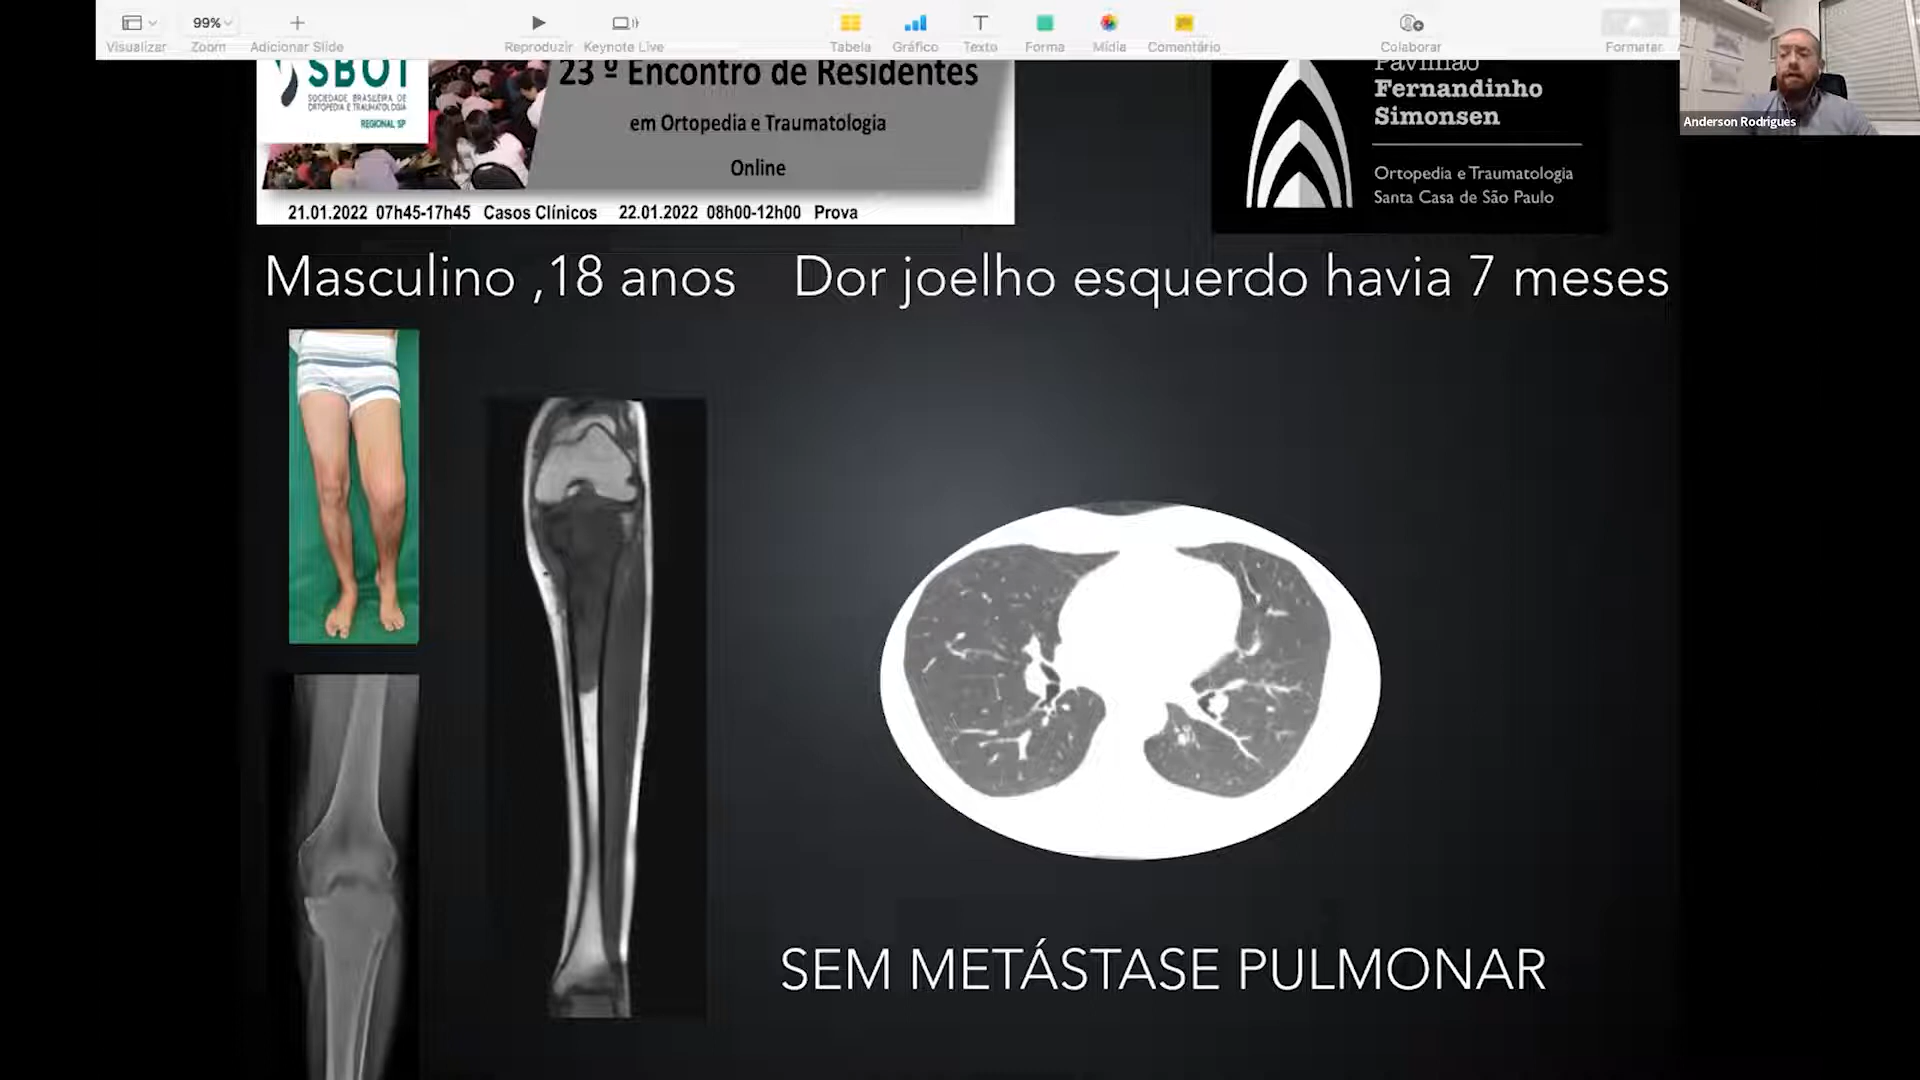 Visualizar
99%
Zoom
Adicionar Slide
Reproduzir
Keynote Live
Tabela
Gráfico
Texto
Forma
Mídia
Comentário
Colaborar
Formatar
Anderson Rodrigues
SBOT
SOCIEDADE BRASILEIRA DE
ORTOPEDIA E TRAUMATOLOGIA
REGIONAL SP
23 º Encontro de Residentes
em Ortopedia e Traumatologia
Online
21.01.2022 07h45-17h45 Casos Clínicos 22.01.2022 08h00-12h00 Prova
Pavilhão
Fernandinho
Simonsen
Ortopedia e Traumatologia
Santa Casa de São Paulo
Masculino ,18 anos Dor joelho esquerdo havia 7 meses
SEM METÁSTASE PULMONAR